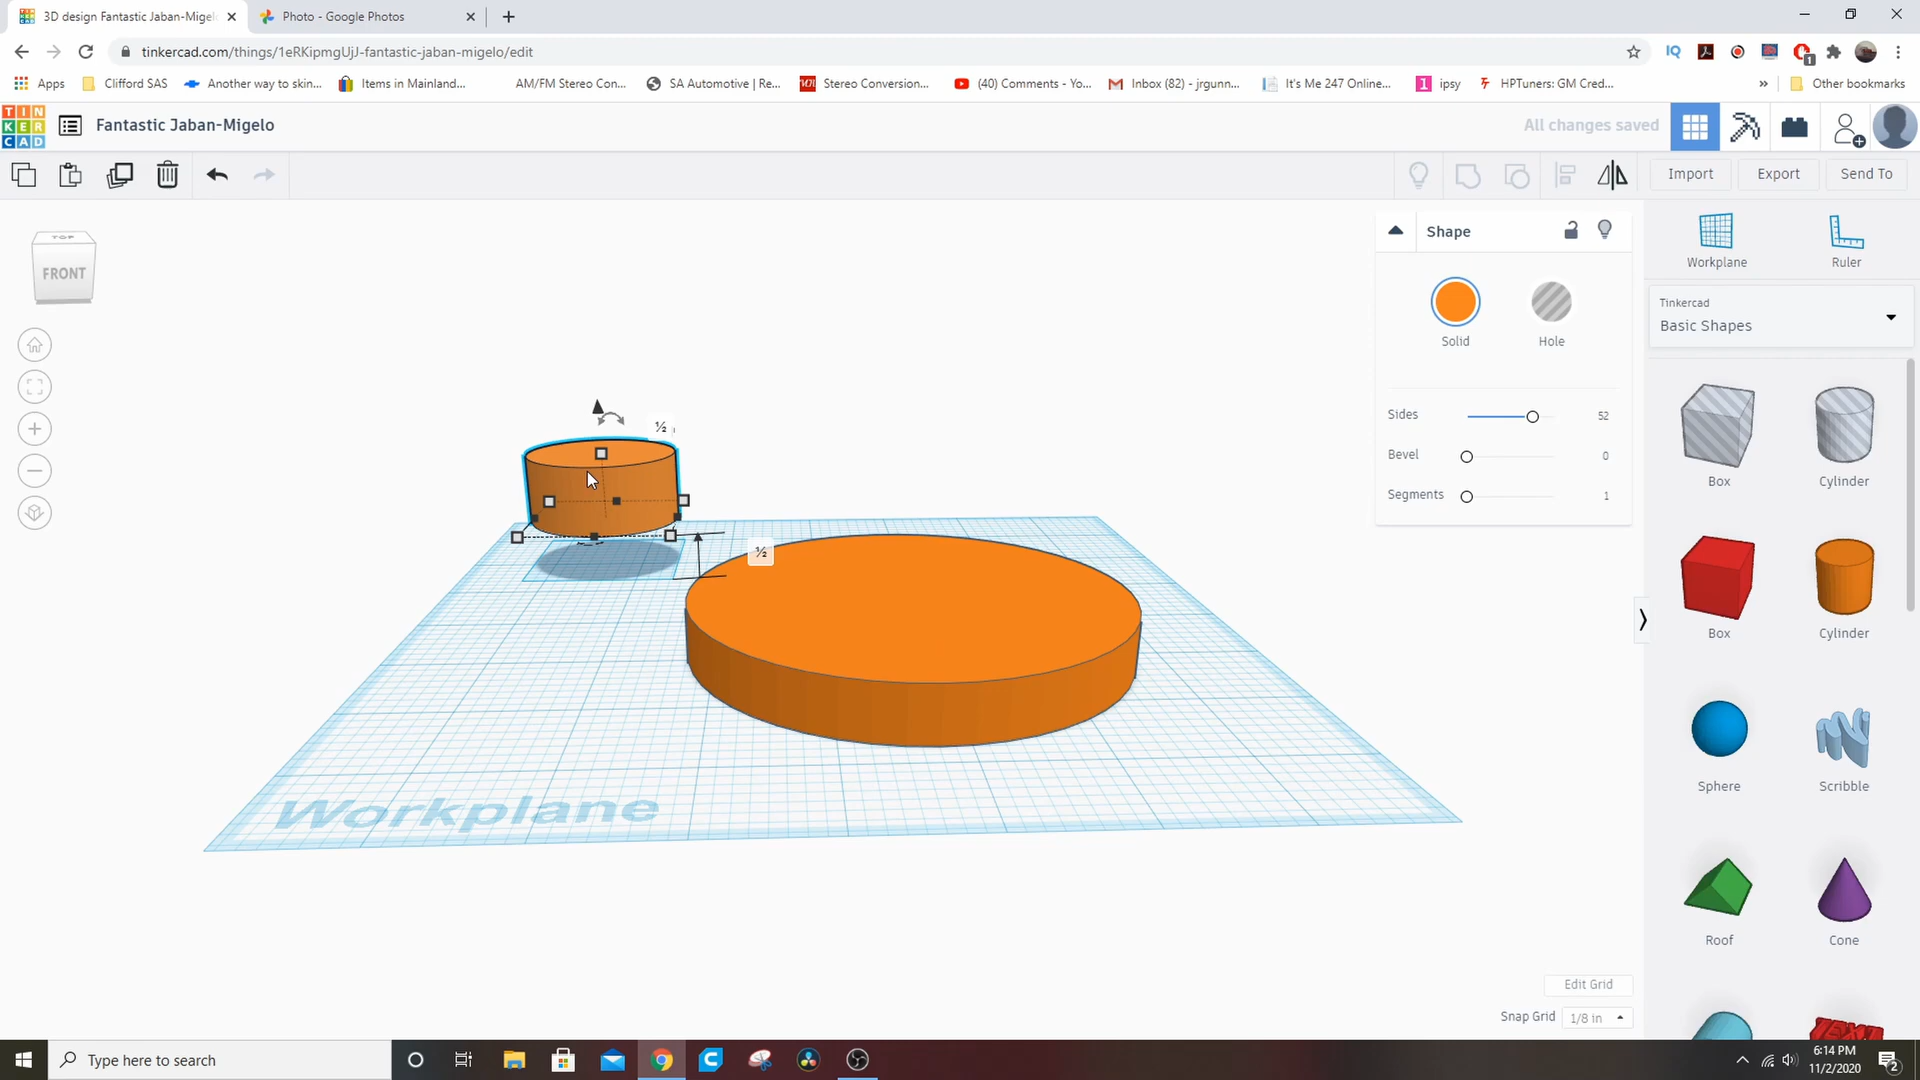 3D design Fantastic Jaban-Migel
Photo - Google Photos
tinkercad.com/things/1eRKipmgUjJ-fantastic-jaban-migelo/edit
IQ
1
Apps
Clifford SAS
Another way to skin...
Items in Mainland...
AM/FM Stereo Con...
SA Automotive | Re...
Stereo Conversion...
(40) Comments - Yo...
Inbox (82) - jrgunn...
It's Me 247 Online...
ipsy
HPTuners: GM Cred...
»
Other bookmarks
TIN
KER
CAD
Fantastic Jaban-Migelo
All changes saved
Import
Export
Send To
TOP
FRONT
Shape
Solid
Hole
Sides
52
Bevel
0
Segments
1
½
½
Workplane
Workplane
Ruler
Tinkercad
Basic Shapes
Box
Cylinder
Box
Cylinder
Sphere
Scribble
Roof
Cone
TEXT
Edit Grid
Snap Grid
1/8 in
Type here to search
6:14 PM
11/2/2020
2